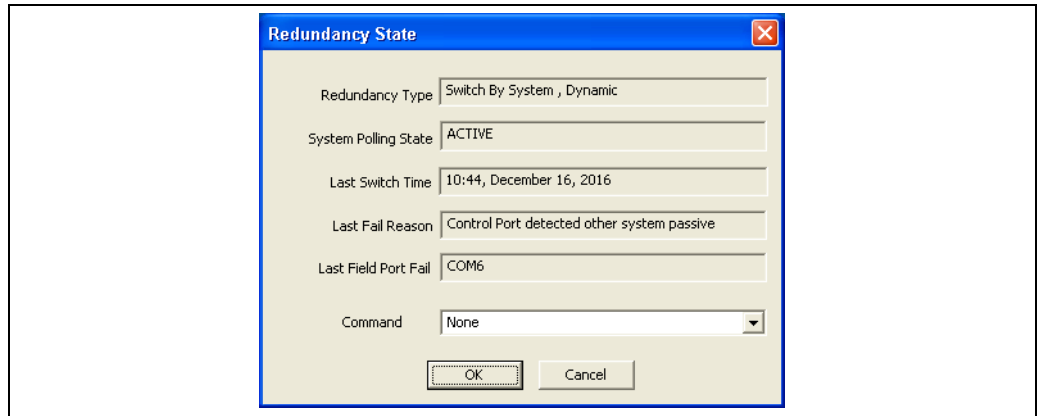 Redundancy State
Redundancy Type Switch By System , Dynamic
System Polling State ACTIVE
Last Switch Time 10:44, December 16, 2016
Last Fail Reason Control Port detected other system passive
Last Field Port Fail COM6
Command None
OK Cancel